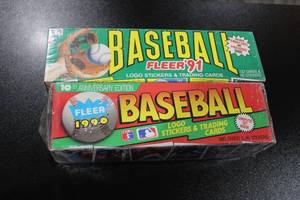 BASEBALL
FLEER '91
LOGO STICKERS & TRADING CARDS
10TH ANNIVERSARY EDITION
BASEBALL
FLEER
1990
LOGO
STICKERS & TRADING
CARDS